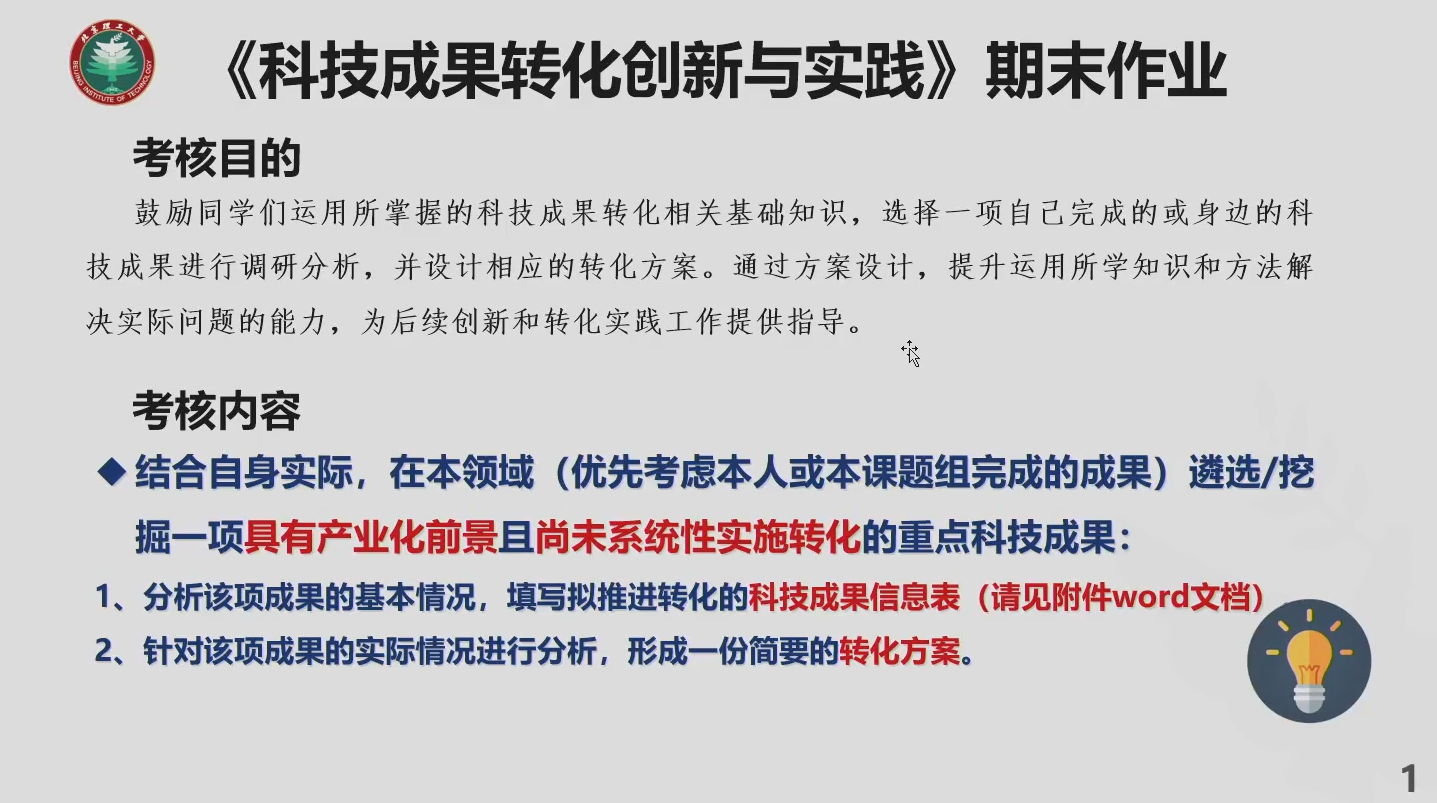 北京理工大学
BEIJING INSTITUTE OF TECHNOLOGY
《科技成果转化创新与实践》期末作业
考核目的
鼓励同学们运用所掌握的科技成果转化相关基础知识，选择一项自己完成的或身边的科
技成果进行调研分析，并设计相应的转化方案。通过方案设计，提升运用所学知识和方法解
决实际问题的能力，为后续创新和转化实践工作提供指导。
考核内容
◆结合自身实际，在本领域（优先考虑本人或本课题组完成的成果）遴选/挖
掘一项具有产业化前景且尚未系统性实施转化的重点科技成果：
1、分析该项成果的基本情况，填写拟推进转化的科技成果信息表（请见附件word文档）
2、针对该项成果的实际情况进行分析，形成一份简要的转化方案。
1